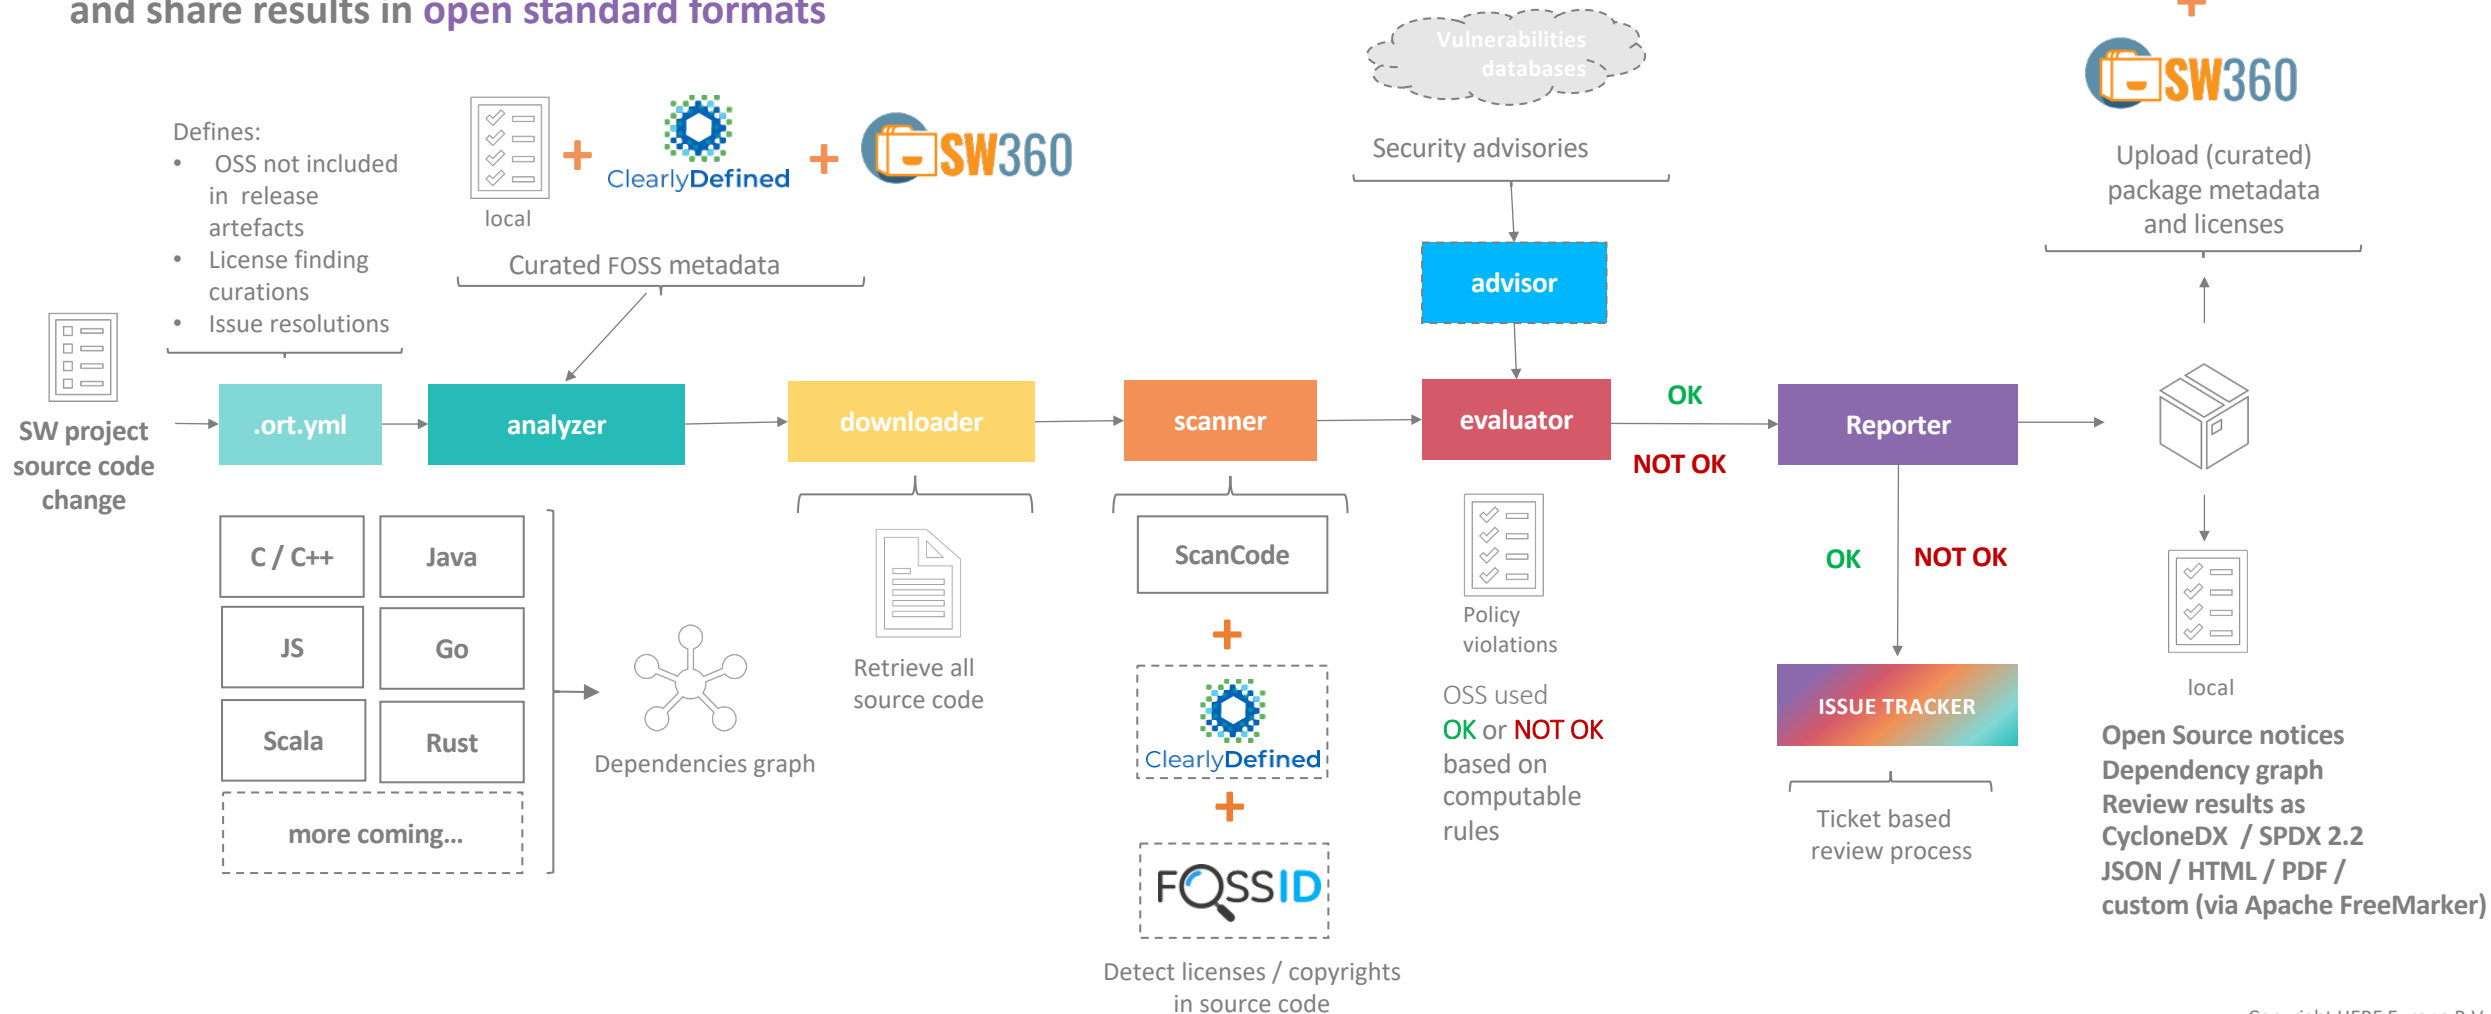 and share results in open standard formats
Vulnerabilities
databases
SW360
Defines:
• OSS not included
in release
artefacts
• License finding
curations
• Issue resolutions
local
ClearlyDefined
SW360
Security advisories
Upload (curated)
package metadata
and licenses
Curated FOSS metadata
advisor
SW project
source code
change
.ort.yml
analyzer
downloader
scanner
evaluator
OK
NOT OK
Reporter
C / C++
Java
JS
Go
Scala
Rust
more coming...
Dependencies graph
Retrieve all
source code
ScanCode
ClearlyDefined
FOSSID
Detect licenses / copyrights
in source code
Policy
violations
OSS used
OK or NOT OK
based on
computable
rules
OK
NOT OK
ISSUE TRACKER
Ticket based
review process
local
Open Source notices
Dependency graph
Review results as
CycloneDX / SPDX 2.2
JSON / HTML / PDF /
custom (via Apache FreeMarker)
Copyright HERE Europe B.V.